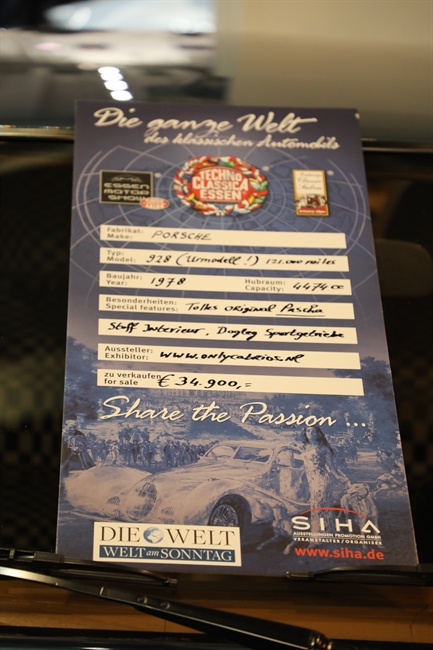 Die ganze Welt
des klassischen Automobils
ESSEN
MOTOR
SHOW
TECHNO
CLASSICA
ESSEN
Fabrikat:
Make: PORSCHE
Typ:
Model: 928 (Urmodell!) 121.000 miles
Baujahr:
Year: 1978
Hubraum:
Capacity: 4474cc
Besonderheiten:
Special features: Tolles original Pascha
Stoff Interieur, Dogleg Sportgetriebe
Aussteller:
Exhibitor: www.onlycabrios.nl
zu verkaufen
for sale € 34.900,=
Share the Passion ...
DIE WELT
WELT am SONNTAG
SIHA
AUSSTELLUNGEN PROMOTION GMBH
VERANSTALTER/ORGANISER
www.siha.de